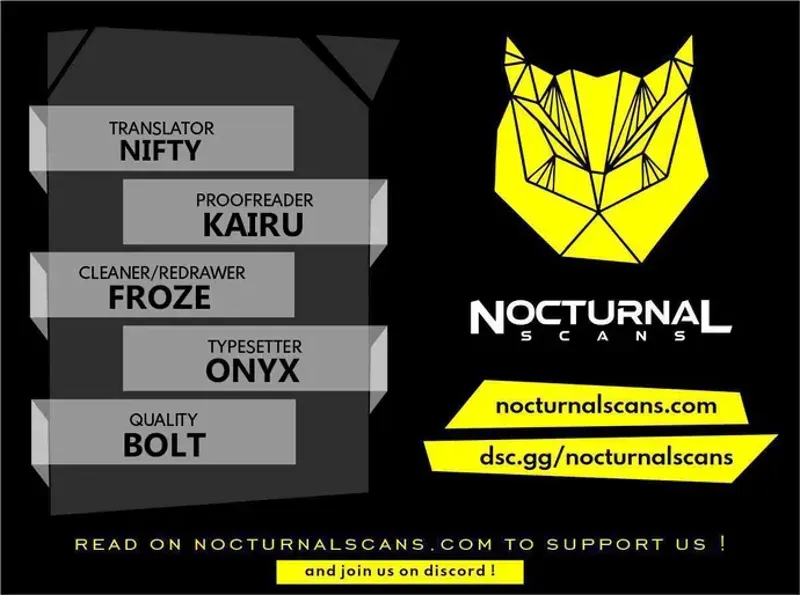 TRANSLATOR
NIFTY
PROOFREADER
KAIRU
CLEANER/REDRAWER
FROZE
TYPESETTER
ONYX
QUALITY
BOLT
NOCTURNAL
SCANS
nocturnalscans.com
dsc.gg/nocturnalscans
READ ON NOCTURNALSCANS.COM TO SUPPORT US !
and join us on discord !